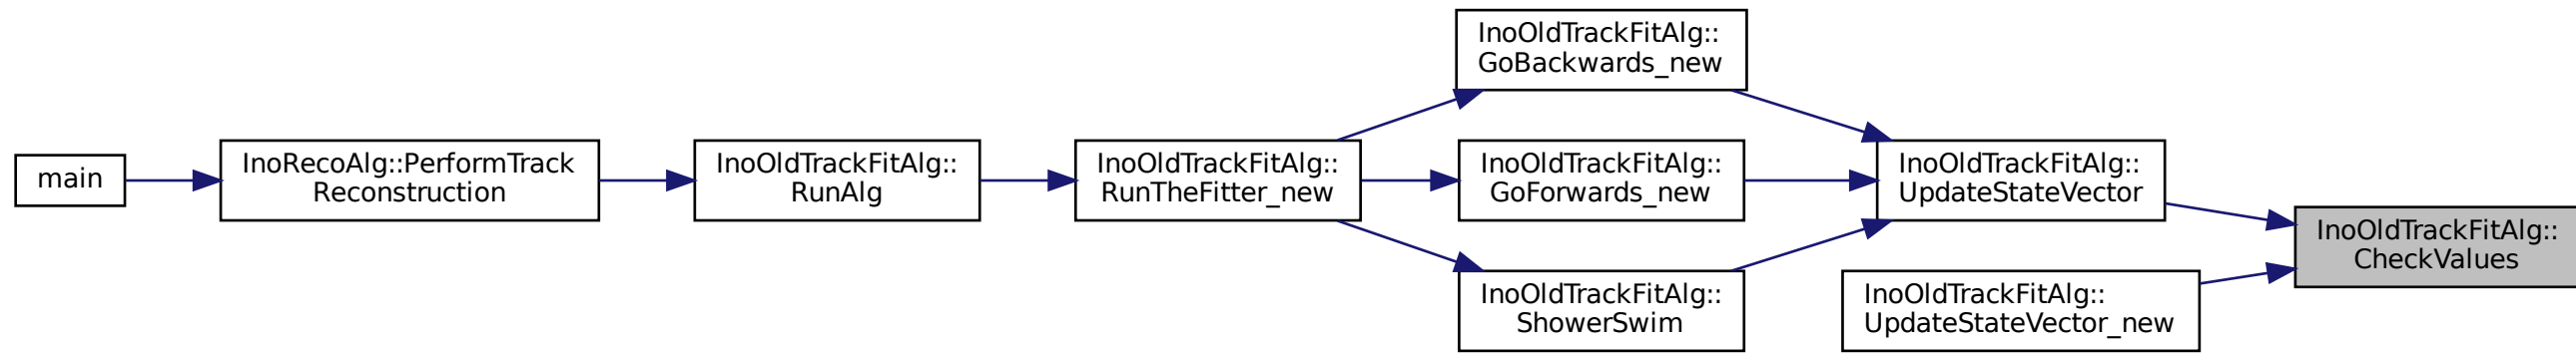 main
InoRecoAlg::PerformTrack
Reconstruction
InoOldTrackFitAlg::
RunAlg
InoOldTrackFitAlg::
RunTheFitter_new
InoOldTrackFitAlg::
GoBackwards_new
InoOldTrackFitAlg::
GoForwards_new
InoOldTrackFitAlg::
ShowerSwim
InoOldTrackFitAlg::
UpdateStateVector
InoOldTrackFitAlg::
UpdateStateVector_new
InoOldTrackFitAlg::
CheckValues